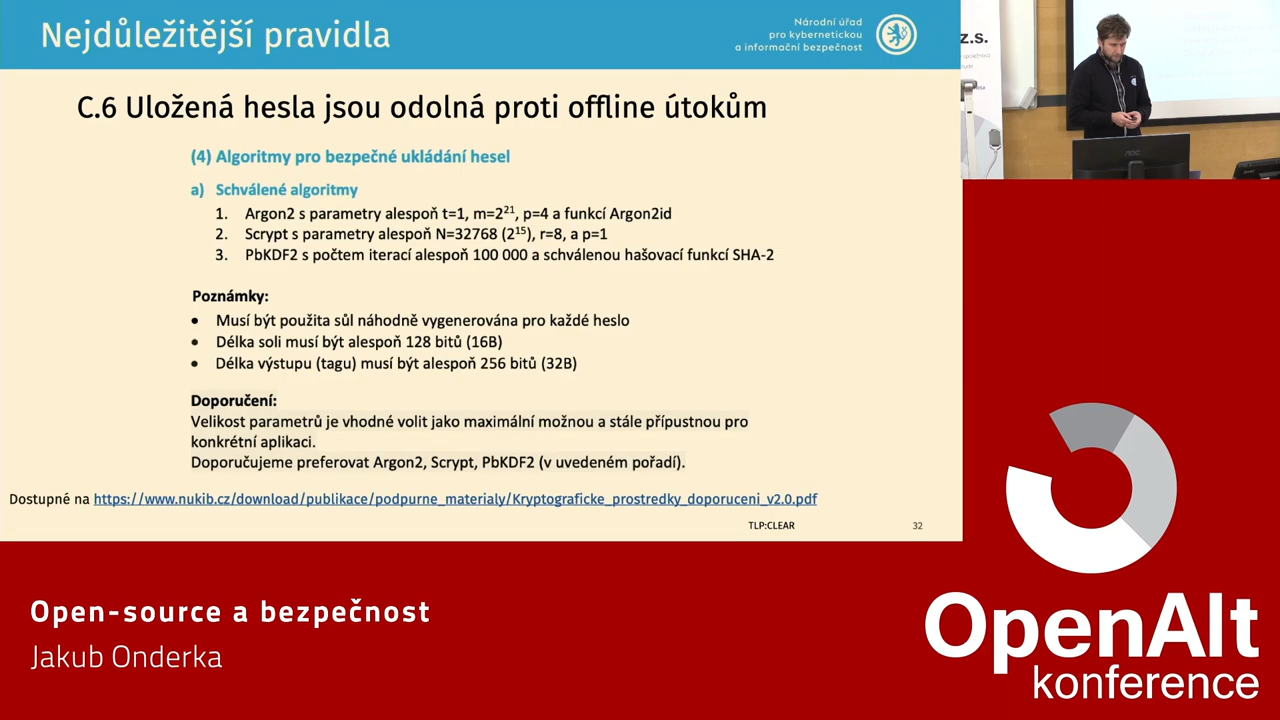 Nejdůležitější pravidla
Národní úřad
pro kybernetickou
a informační bezpečnost
z.s.
C.6 Uložená hesla jsou odolná proti offline útokům
(4) Algoritmy pro bezpečné ukládání hesel
a) Schválené algoritmy
1. Argon2 s parametry alespoň t=1, m=2²¹, p=4 a funkcí Argon2id
2. Scrypt s parametry alespoň N=32768 (2¹⁵), r=8, a p=1
3. PbKDF2 s počtem iterací alespoň 100 000 a schválenou hašovací funkcí SHA-2
Poznámky:
• Musí být použita sůl náhodně vygenerována pro každé heslo
• Délka soli musí být alespoň 128 bitů (16B)
• Délka výstupu (tagu) musí být alespoň 256 bitů (32B)
Doporučení:
Velikost parametrů je vhodné volit jako maximální možnou a stále přípustnou pro
konkrétní aplikaci.
Doporučujeme preferovat Argon2, Scrypt, PbKDF2 (v uvedeném pořadí).
Dostupné na https://www.nukib.cz/download/publikace/podpurne_materialy/Kryptograficke_prostredky_doporuceni_v2.0.pdf
TLP:CLEAR
32
Open-source a bezpečnost
Jakub Onderka
OpenAlt
konference